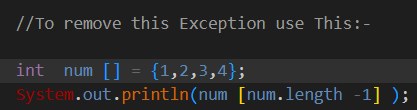 //To remove this Exception use This:-
int  num [] = {1,2,3,4};
System.out.println(num [num.length -1] );